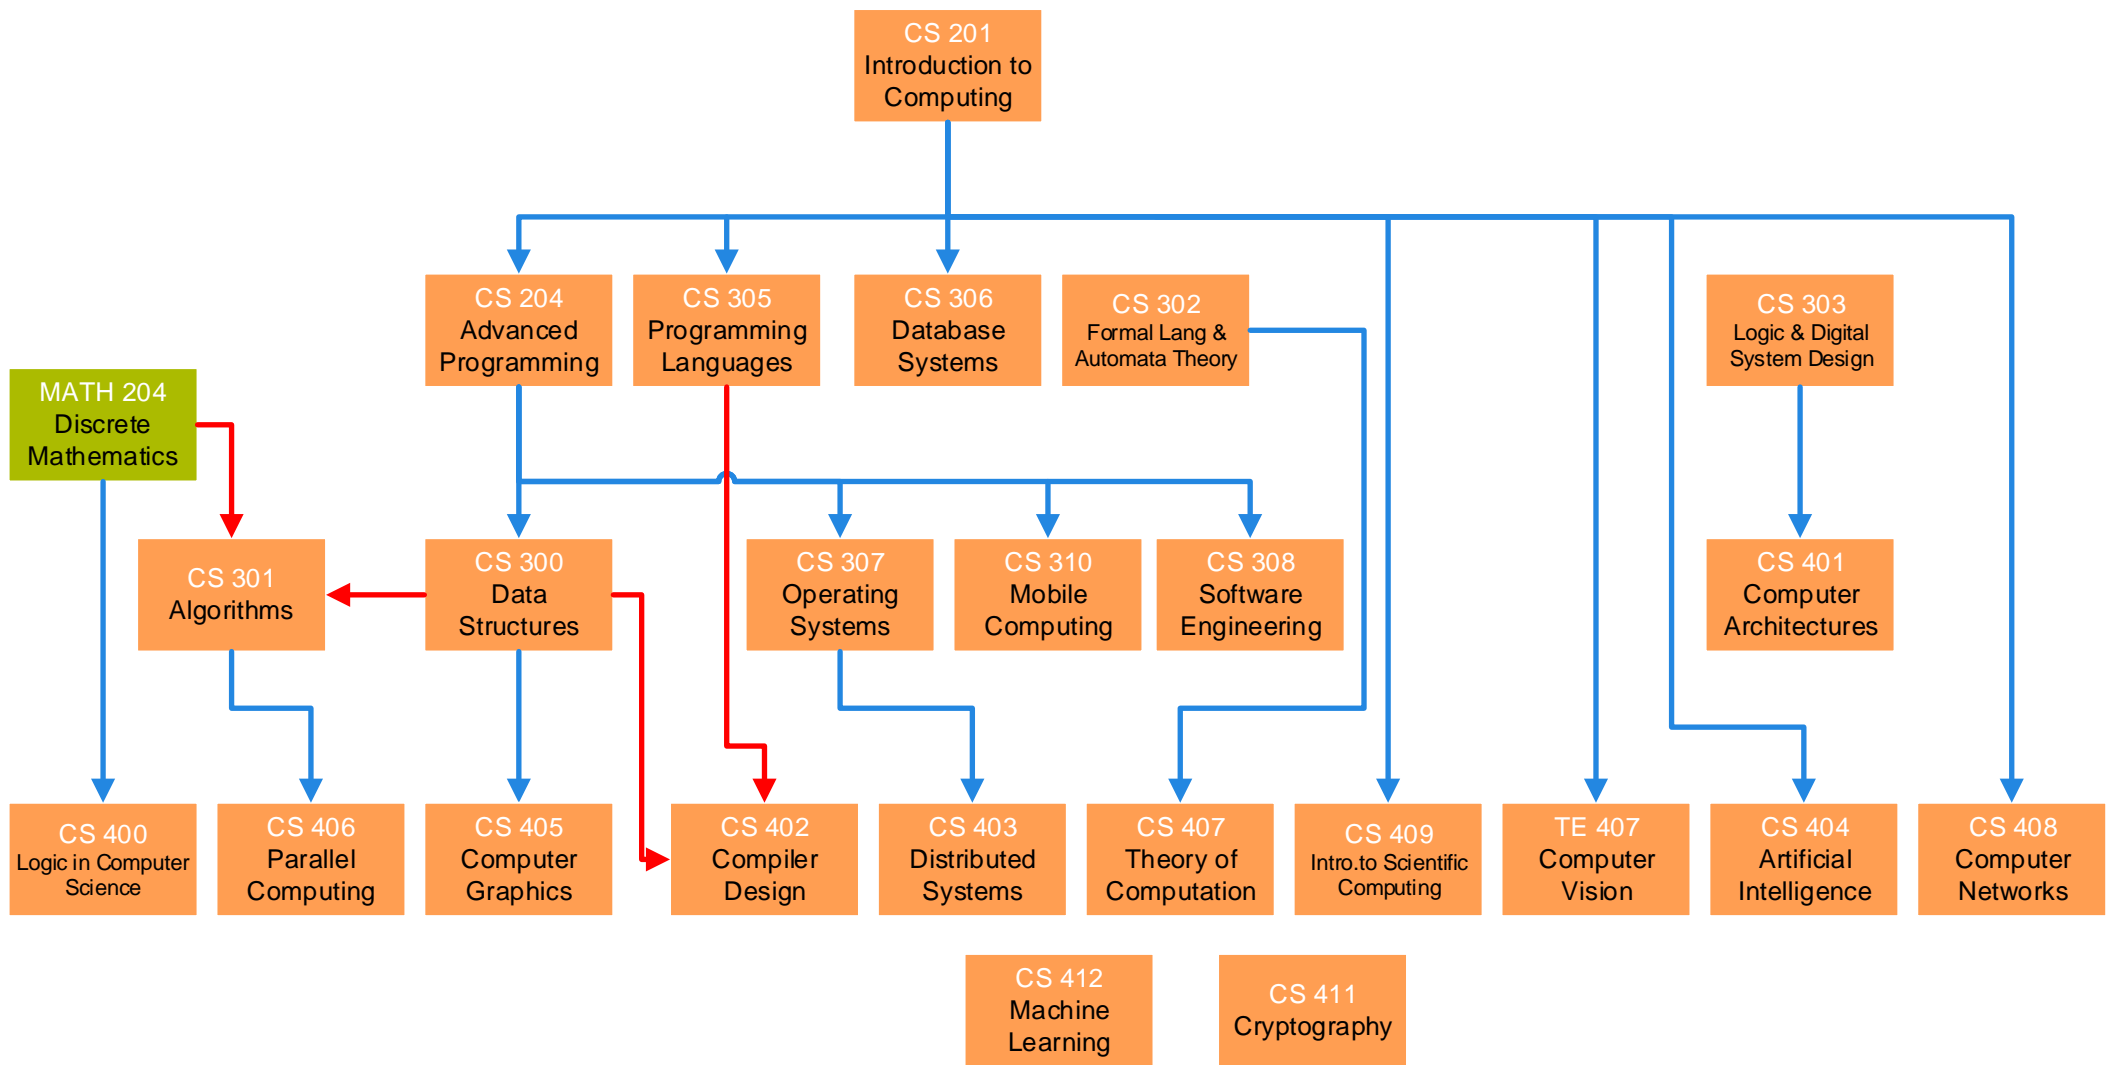 CS 201
Introduction to
Computing
CS 204
Advanced
Programming
CS 305
Programming
Languages
CS 306
Database
Systems
CS 302
Formal Lang &
Automata Theory
CS 303
Logic & Digital
System Design
MATH 204
Discrete
Mathematics
CS 301
Algorithms
CS 300
Data
Structures
CS 307
Operating
Systems
CS 310
Mobile
Computing
CS 308
Software
Engineering
CS 401
Computer
Architectures
CS 400
Logic in Computer
Science
CS 406
Parallel
Computing
CS 405
Computer
Graphics
CS 402
Compiler
Design
CS 403
Distributed
Systems
CS 407
Theory of
Computation
CS 409
Intro.to Scientific
Computing
TE 407
Computer
Vision
CS 404
Artificial
Intelligence
CS 408
Computer
Networks
CS 412
Machine
Learning
CS 411
Cryptography